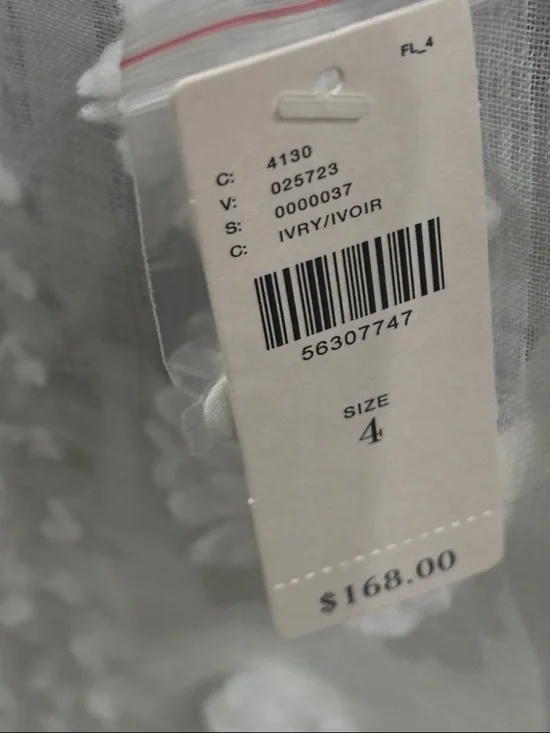 FL_4
C: 4130
V: 025723
S: 0000037
C: IVRY/IVOIR
56307747
SIZE
4
$168.00